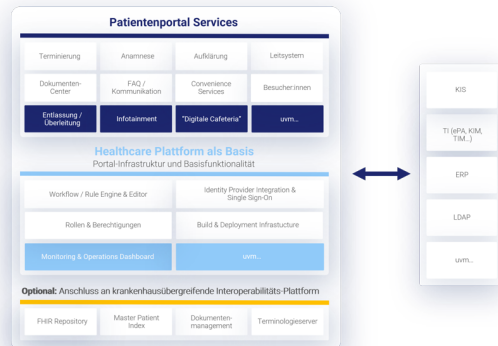 Patientenportal Services
Terminierung
Anamnese
Aufklärung
Leitsystem
Dokumenten-
Center
FAQ /
Kommunikation
Convenience
Services
Besucher:innen
Entlassung /
Überleitung
Infotainment
"Digitale Cafeteria"
uvm...
Healthcare Plattform als Basis
Portal-Infrastruktur und Basisfunktionalität
Workflow / Rule Engine & Editor
Identity Provider Integration &
Single Sign-On
Rollen & Berechtigungen
Build & Deployment Infrastucture
Monitoring & Operations Dashboard
uvm...
Optional: Anschluss an krankenhausübergreifende Interoperabilitäts-Plattform
FHIR Repository
Master Patient
Index
Dokumenten-
management
Terminologieserver
KIS
TI (ePA, KIM,
TIM...)
ERP
LDAP
uvm...